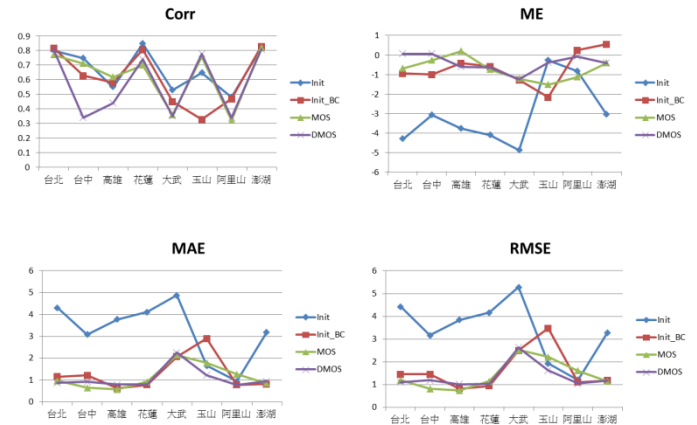 Corr
0.9
0.8
0.7
0.6
0.5
0.4
0.3
0.2
0.1
0
台北 台中 高雄 花蓮 大武 玉山 阿里山 澎湖
Init
Init_BC
MOS
DMOS
ME
1
0
-1
-2
-3
-4
-5
-6
台北 台中 高雄 花蓮 大武 玉山 阿里山 澎湖
Init
Init_BC
MOS
DMOS
MAE
6
5
4
3
2
1
0
台北 台中 高雄 花蓮 大武 玉山 阿里山 澎湖
Init
Init_BC
MOS
DMOS
RMSE
6
5
4
3
2
1
0
台北 台中 高雄 花蓮 大武 玉山 阿里山 澎湖
Init
Init_BC
MOS
DMOS